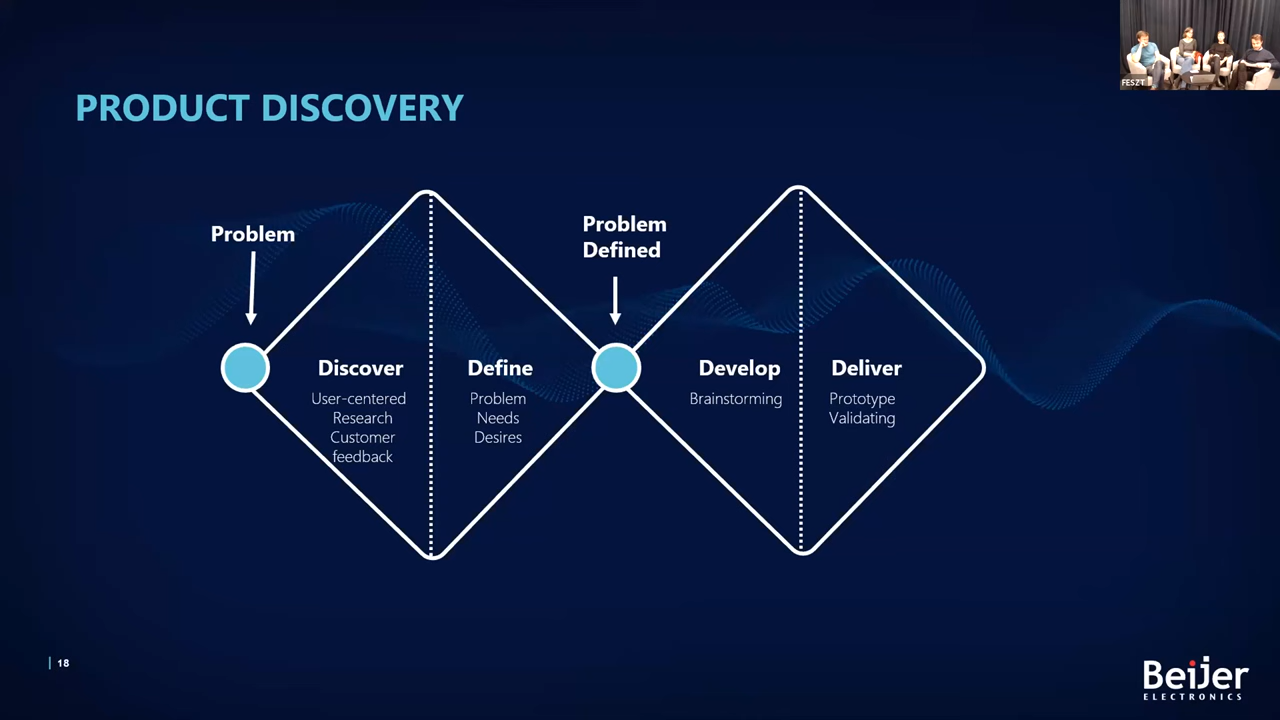 FESZT
PRODUCT DISCOVERY
Problem
Problem
Defined
Discover
User-centered
Research
Customer
feedback
Define
Problem
Needs
Desires
Develop
Brainstorming
Deliver
Prototype
Validating
18
Beijer
ELECTRONICS